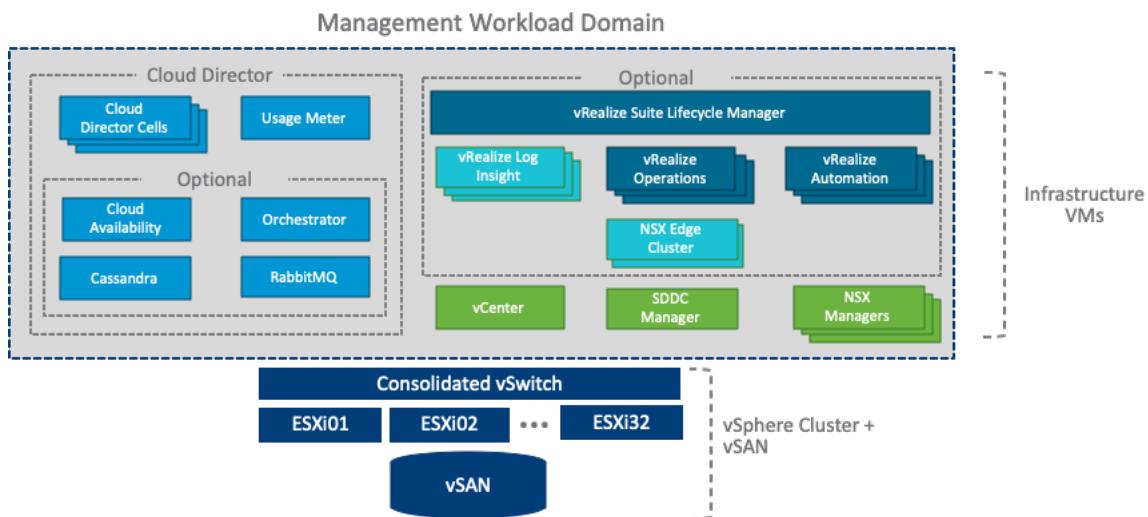 Management Workload Domain
Cloud Director
Cloud
Director Cells
Usage Meter
Optional
Cloud
Availability
Orchestrator
Cassandra
RabbitMQ
Optional
vRealize Suite Lifecycle Manager
vRealize Log
Insight
vRealize
Operations
vRealize
Automation
NSX Edge
Cluster
vCenter
SDDC
Manager
NSX
Managers
Infrastructure
VMs
Consolidated vSwitch
ESXi01
ESXi02
•••
ESXi32
vSAN
vSphere Cluster +
vSAN